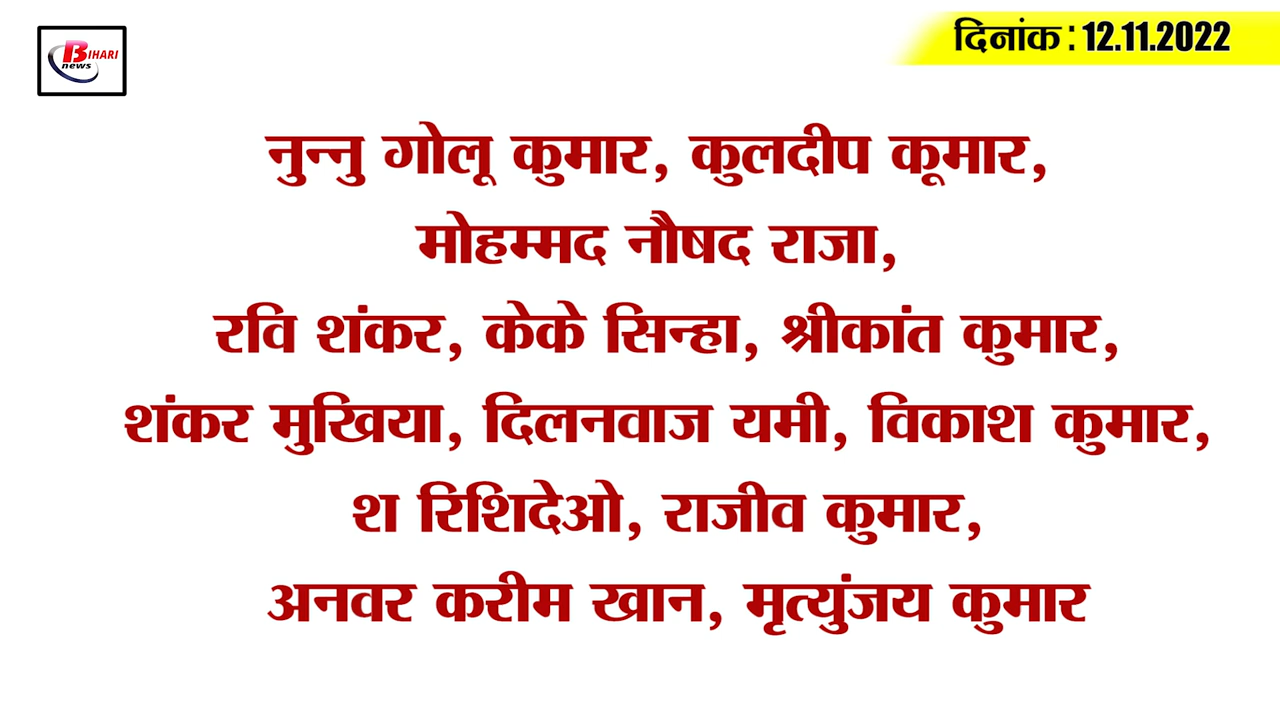 BIHARI
news
दिनांक : 12.11.2022
नुन्नु गोलू कुमार, कुलदीप कूमार,
मोहम्मद नौषद राजा,
रवि शंकर, केके सिन्हा, श्रीकांत कुमार,
शंकर मुखिया, दिलनवाज यमी, विकाश कुमार,
श रिशिदेओ, राजीव कुमार,
अनवर करीम खान, मृत्युंजय कुमार